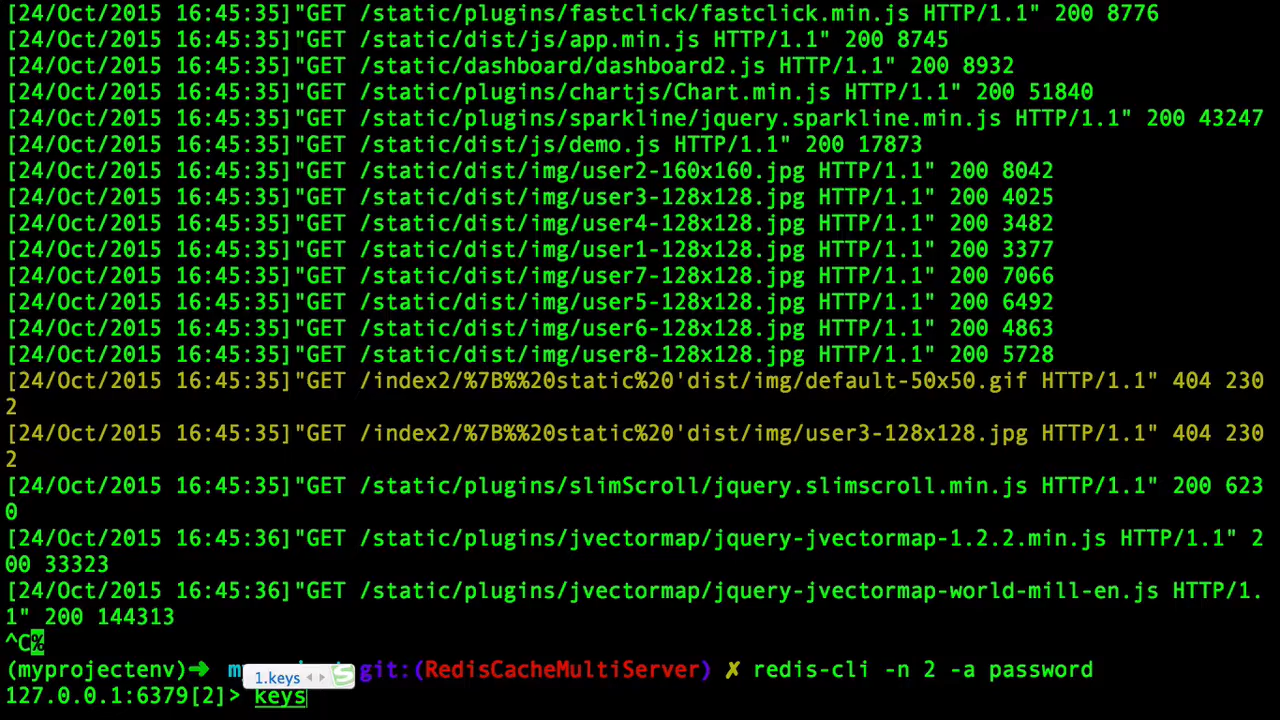 [24/Oct/2015 16:45:35]"GET /static/plugins/fastclick/fastclick.min.js HTTP/1.1" 200 8776
[24/Oct/2015 16:45:35]"GET /static/dist/js/app.min.js HTTP/1.1" 200 8745
[24/Oct/2015 16:45:35]"GET /static/dashboard/dashboard2.js HTTP/1.1" 200 8932
[24/Oct/2015 16:45:35]"GET /static/plugins/chartjs/Chart.min.js HTTP/1.1" 200 51840
[24/Oct/2015 16:45:35]"GET /static/plugins/sparkline/jquery.sparkline.min.js HTTP/1.1" 200 43247
[24/Oct/2015 16:45:35]"GET /static/dist/js/demo.js HTTP/1.1" 200 17873
[24/Oct/2015 16:45:35]"GET /static/dist/img/user2-160x160.jpg HTTP/1.1" 200 8042
[24/Oct/2015 16:45:35]"GET /static/dist/img/user3-128x128.jpg HTTP/1.1" 200 4025
[24/Oct/2015 16:45:35]"GET /static/dist/img/user4-128x128.jpg HTTP/1.1" 200 3482
[24/Oct/2015 16:45:35]"GET /static/dist/img/user1-128x128.jpg HTTP/1.1" 200 3377
[24/Oct/2015 16:45:35]"GET /static/dist/img/user7-128x128.jpg HTTP/1.1" 200 7066
[24/Oct/2015 16:45:35]"GET /static/dist/img/user5-128x128.jpg HTTP/1.1" 200 6492
[24/Oct/2015 16:45:35]"GET /static/dist/img/user6-128x128.jpg HTTP/1.1" 200 4863
[24/Oct/2015 16:45:35]"GET /static/dist/img/user8-128x128.jpg HTTP/1.1" 200 5728
[24/Oct/2015 16:45:35]"GET /index2/%7B%%20static%20'dist/img/default-50x50.gif HTTP/1.1" 404 230
2
[24/Oct/2015 16:45:35]"GET /index2/%7B%%20static%20'dist/img/user3-128x128.jpg HTTP/1.1" 404 230
2
[24/Oct/2015 16:45:35]"GET /static/plugins/slimScroll/jquery.slimscroll.min.js HTTP/1.1" 200 623
0
[24/Oct/2015 16:45:36]"GET /static/plugins/jvectormap/jquery-jvectormap-1.2.2.min.js HTTP/1.1" 2
00 33323
[24/Oct/2015 16:45:36]"GET /static/plugins/jvectormap/jquery-jvectormap-world-mill-en.js HTTP/1.
1" 200 144313
^C%
(myprojectenv)➜ git:(RedisCacheMultiServer) ✗ redis-cli -n 2 -a password
1.keys
127.0.0.1:6379[2]> keys